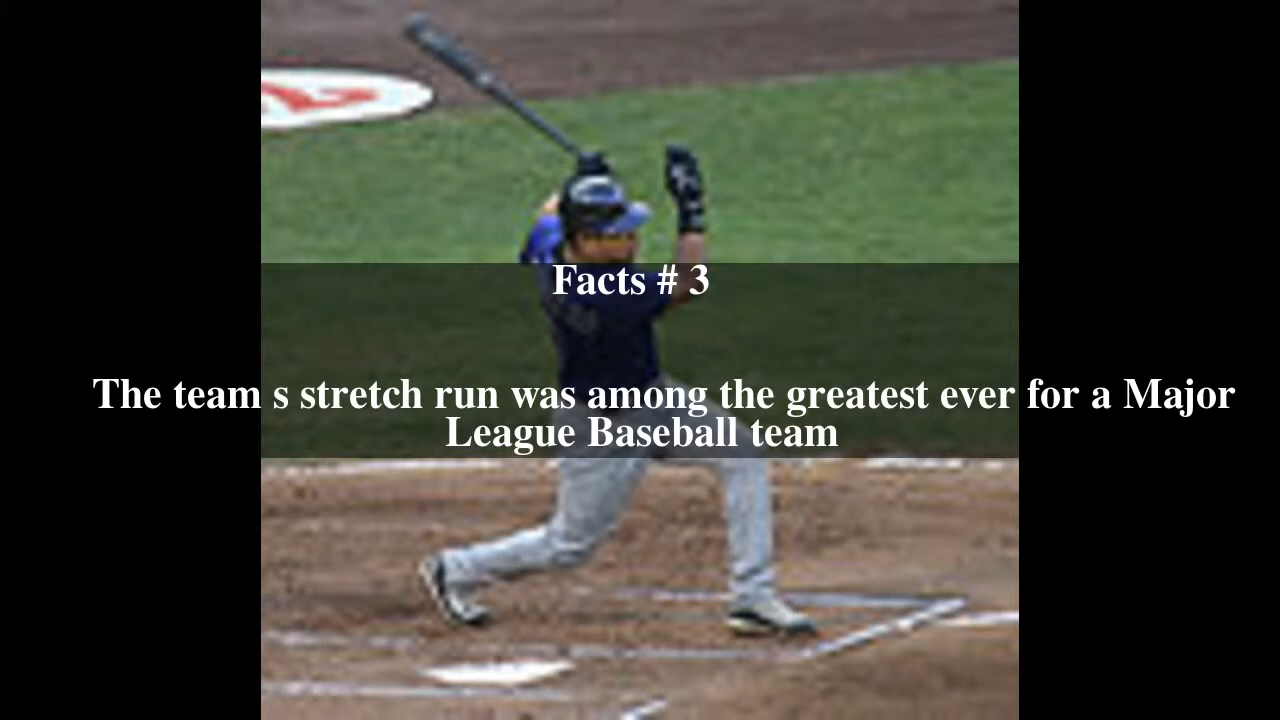 Facts # 3
The team s stretch run was among the greatest ever for a Major
League Baseball team